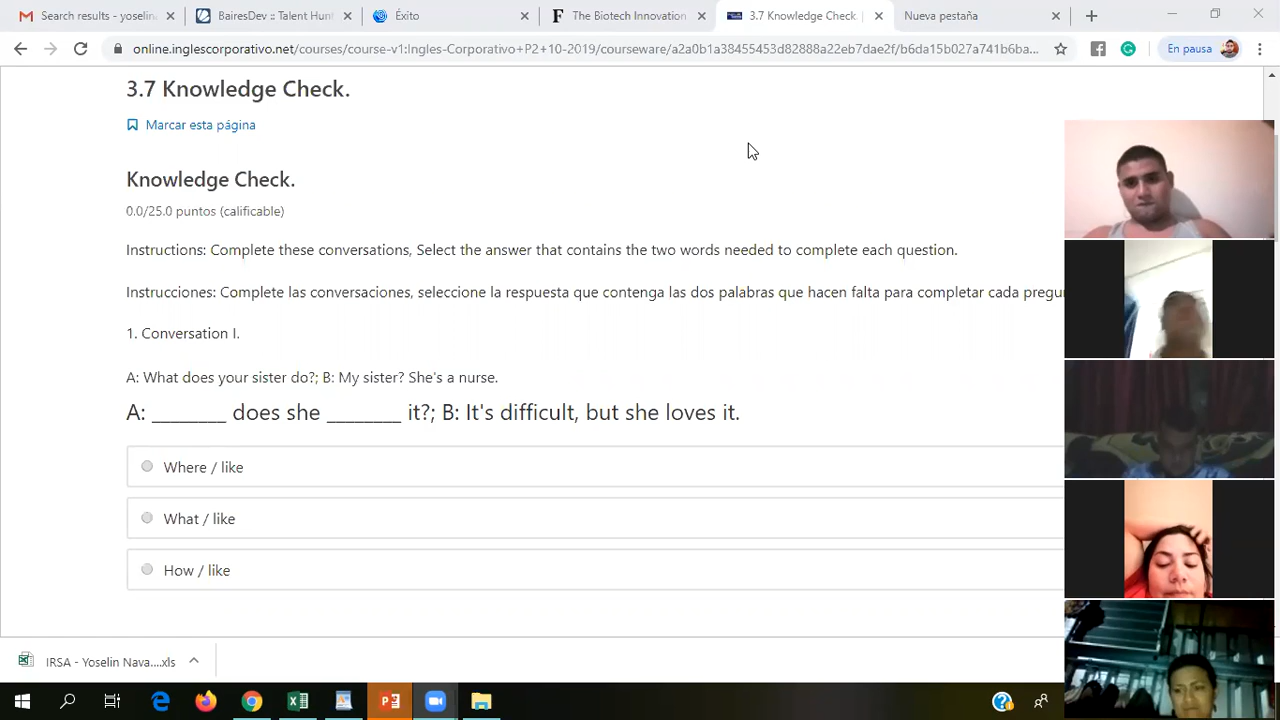 Search results - yoselin
BairesDev :: Talent Hun
Éxito
The Biotech Innovation
3.7 Knowledge Check.
Nueva pestaña
online.inglescorporativo.net/courses/course-v1:Ingles-Corporativo+P2+10-2019/courseware/a2a0b1a38455453d82888a22eb7dae2f/b6da15b027a741b6ba...
En pausa
3.7 Knowledge Check.
Marcar esta página
Knowledge Check.
0.0/25.0 puntos (calificable)
Instructions: Complete these conversations, Select the answer that contains the two words needed to complete each question.
Instrucciones: Complete las conversaciones, seleccione la respuesta que contenga las dos palabras que hacen falta para completar cada pregu
1. Conversation I.
A: What does your sister do?; B: My sister? She's a nurse.
A: ________ does she ________ it?; B: It's difficult, but she loves it.
Where / like
What / like
How / like
IRSA - Yoselin Nava....xls